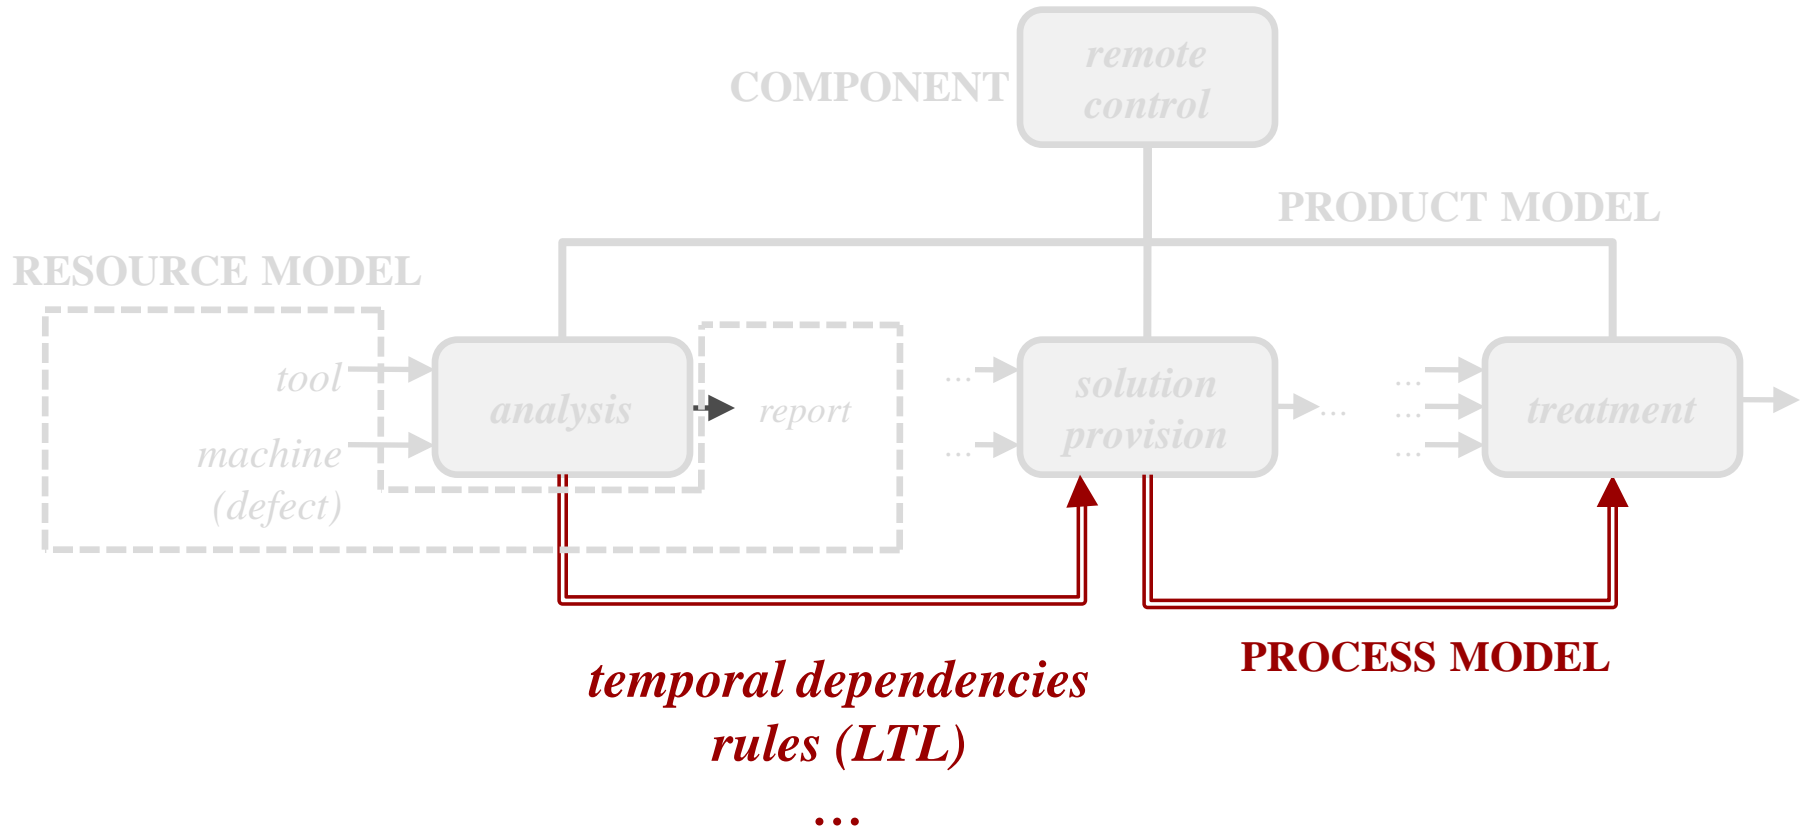 remote
control
COMPONENT
PRODUCT MODEL
RESOURCE MODEL
tool
machine
(defect)
analysis
report
...
...
solution
provision
...
...
...
...
treatment
temporal dependencies
rules (LTL)
...
PROCESS MODEL